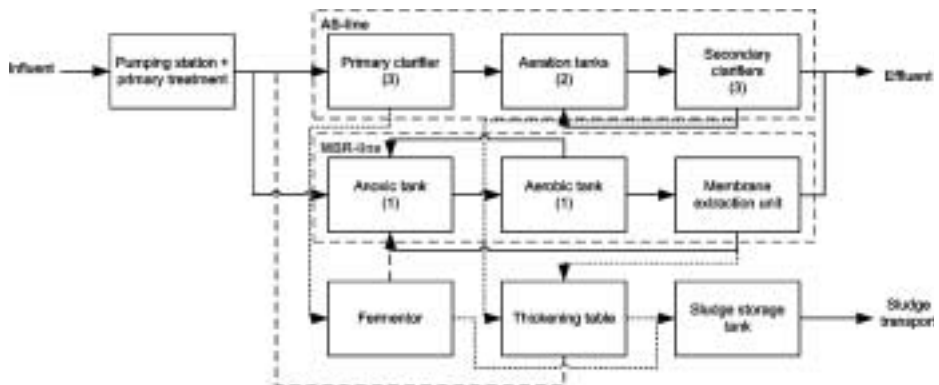 AS-line
Influent
Pumping station +
primary treatment
Primary clarifier
(3)
Aeration tanks
(2)
Secondary
clarifiers
(3)
Effluent
MBR-line
Anoxic tank
(1)
Aerobic tank
(1)
Membrane
extraction unit
Fermentor
Thickening table
Sludge storage
tank
Sludge
transport